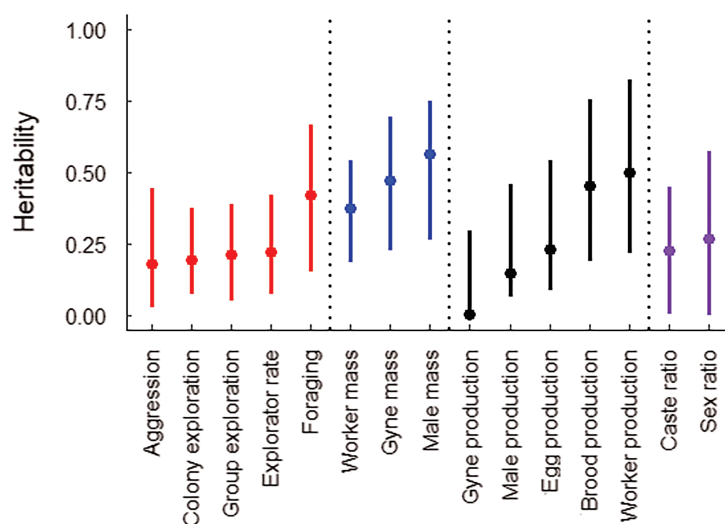 Heritability
1.00
0.75
0.50
0.25
0.00
Aggression
Colony exploration
Group exploration
Explorator rate
Foraging
Worker mass
Gyne mass
Male mass
Gyne production
Male production
Egg production
Brood production
Worker production
Caste ratio
Sex ratio